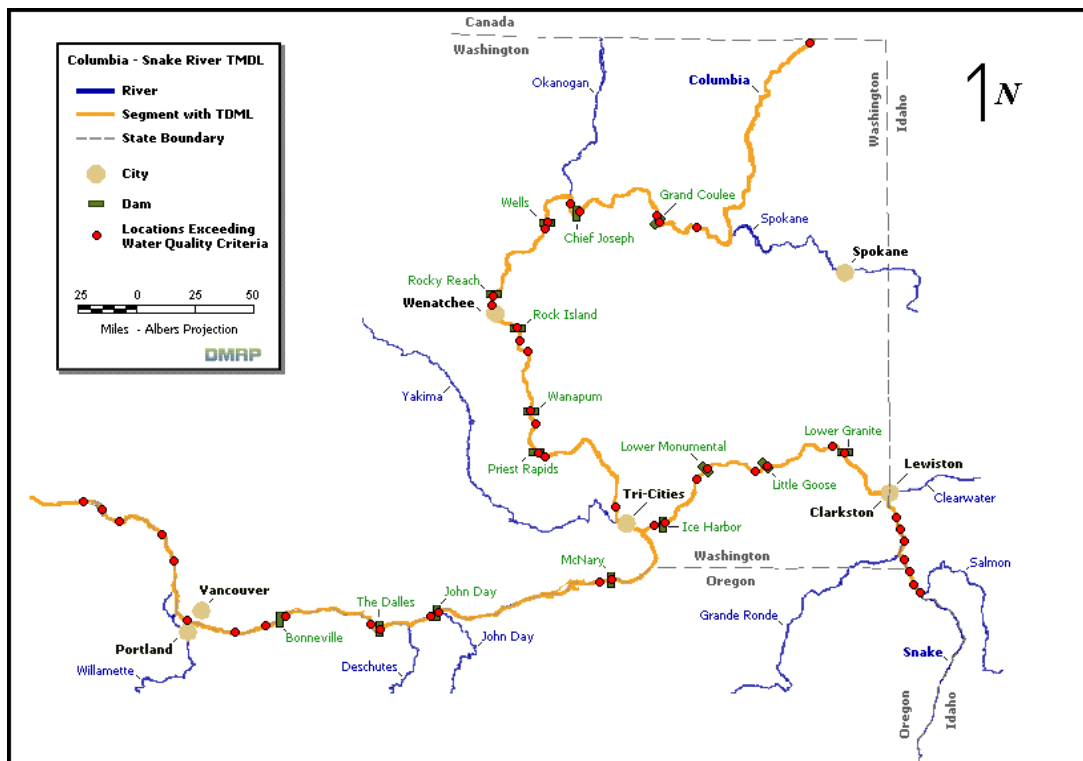 Canada
Washington
Columbia - Snake River TMDL
River
Segment with TDML
State Boundary
City
Dam
Locations Exceeding
Water Quality Criteria
25 0 25 50
Miles - Albers Projection
DMAP
N
Okanogan
Columbia
Washington
Idaho
Wells
Grand Coulee
Chief Joseph
Spokane
Spokane
Rocky Reach
Wenatchee
Rock Island
Yakima
Wanapum
Priest Rapids
Lower Monumental
Lower Granite
Little Goose
Lewiston
Clearwater
Clarkston
Tri-Cities
Ice Harbor
McNary
Washington
Oregon
Salmon
Vancouver
The Dalles
John Day
Grande Ronde
Portland
Bonneville
John Day
Snake
Willamette
Deschutes
Oregon
Idaho